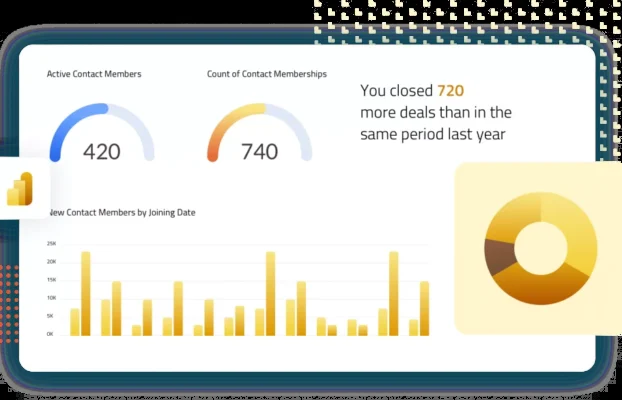 Active Contact Members
Count of Contact Memberships
420
740
You closed 720
more deals than in the
same period last year
New Contact Members by Joining Date
25K
20K
15K
10K
5K
0K